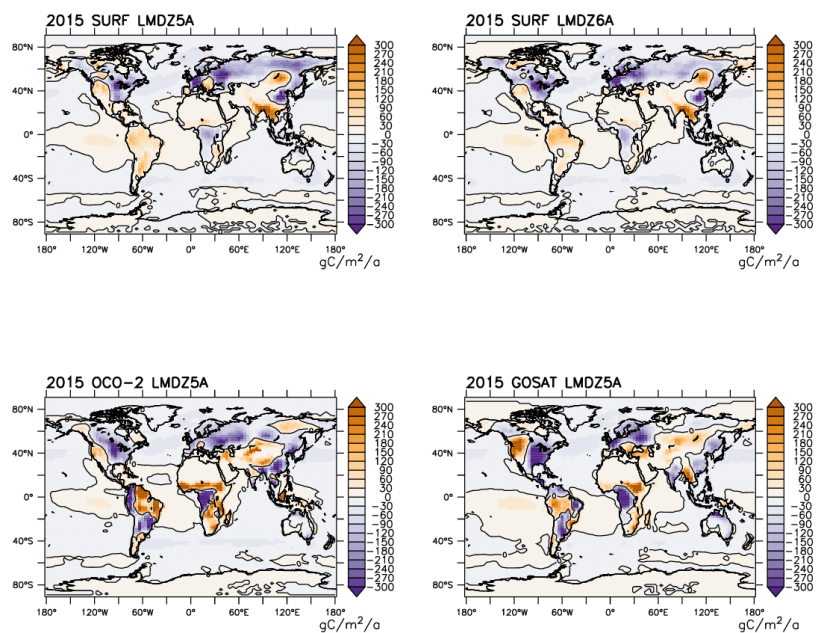 2015 SURF LMDZ5A
80°N
40°N
0°
40°S
80°S
180°
120°W
60°W
0°
60°E
120°E
180°
300
270
240
210
180
150
120
90
60
30
0
−30
−60
−90
−120
−150
−180
−210
−240
−270
−300
gC/m²/a
2015 SURF LMDZ6A
80°N
40°N
0°
40°S
80°S
180°
120°W
60°W
0°
60°E
120°E
180°
300
270
240
210
180
150
120
90
60
30
0
−30
−60
−90
−120
−150
−180
−210
−240
−270
−300
gC/m²/a
2015 OCO−2 LMDZ5A
80°N
40°N
0°
40°S
80°S
180°
120°W
60°W
0°
60°E
120°E
180°
300
270
240
210
180
150
120
90
60
30
0
−30
−60
−90
−120
−150
−180
−210
−240
−270
−300
gC/m²/a
2015 GOSAT LMDZ5A
80°N
40°N
0°
40°S
80°S
180°
120°W
60°W
0°
60°E
120°E
180°
300
270
240
210
180
150
120
90
60
30
0
−30
−60
−90
−120
−150
−180
−210
−240
−270
−300
gC/m²/a